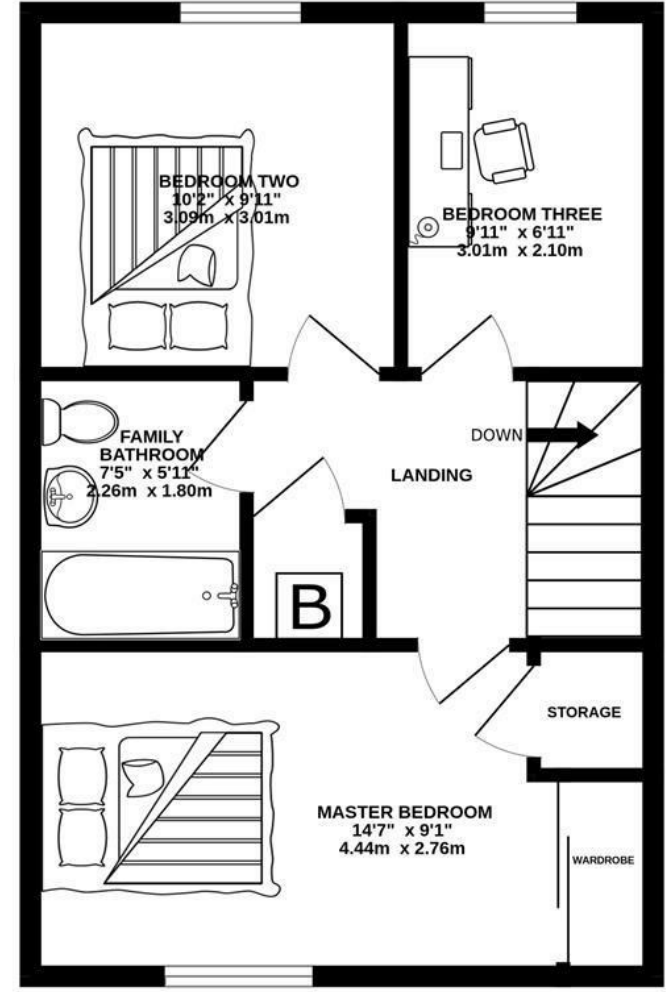 BEDROOM TWO
10'2" x 9'11"
3.09m x 3.01m
BEDROOM THREE
9'11" x 6'11"
3.01m x 2.10m
FAMILY
BATHROOM
7'5" x 5'11"
2.26m x 1.80m
DOWN
LANDING
B
STORAGE
MASTER BEDROOM
14'7" x 9'1"
4.44m x 2.76m
WARDROBE